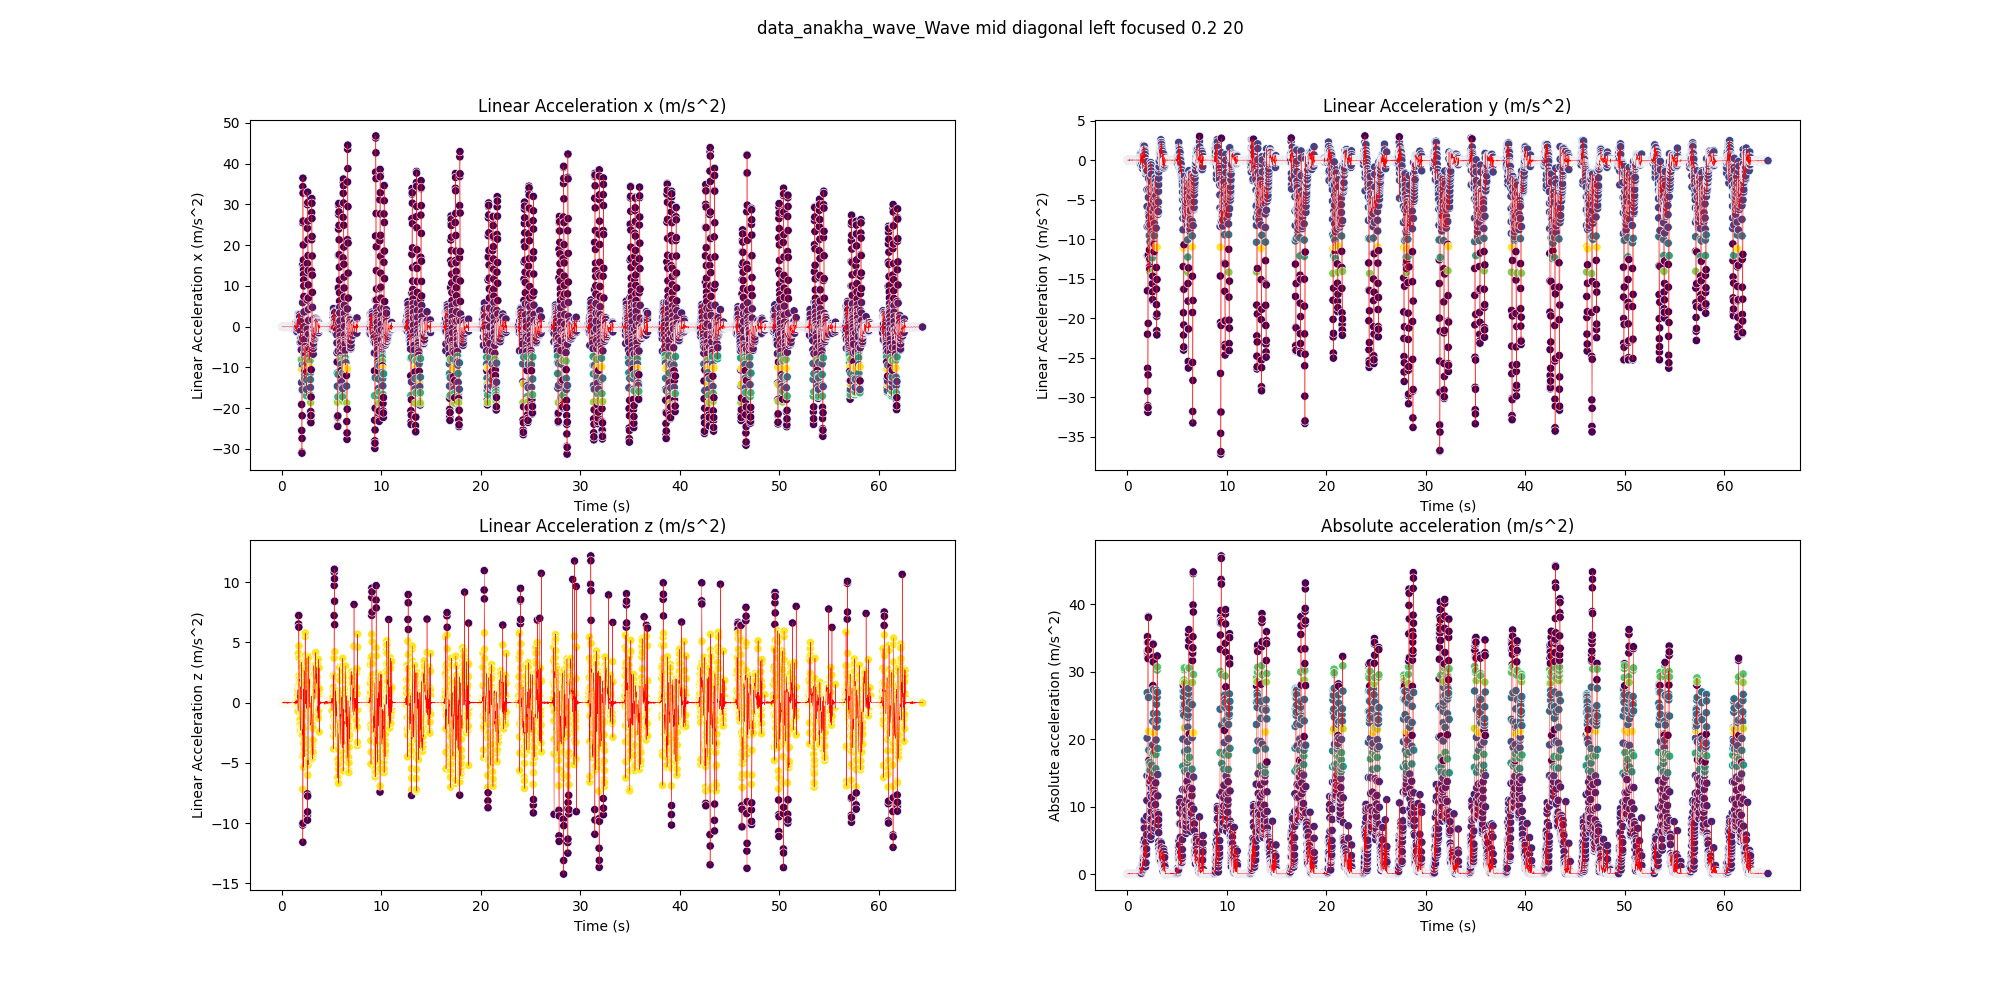 data_anakha_wave_Wave mid diagonal left focused 0.2 20
Linear Acceleration x (m/s^2)
Linear Acceleration x (m/s^2)
50
40
30
20
10
0
−10
−20
−30
0 10 20 30 40 50 60
Time (s)
Linear Acceleration y (m/s^2)
Linear Acceleration y (m/s^2)
5
0
−5
−10
−15
−20
−25
−30
−35
0 10 20 30 40 50 60
Time (s)
Linear Acceleration z (m/s^2)
Linear Acceleration z (m/s^2)
10
5
0
−5
−10
−15
0 10 20 30 40 50 60
Time (s)
Absolute acceleration (m/s^2)
Absolute acceleration (m/s^2)
40
30
20
10
0
0 10 20 30 40 50 60
Time (s)